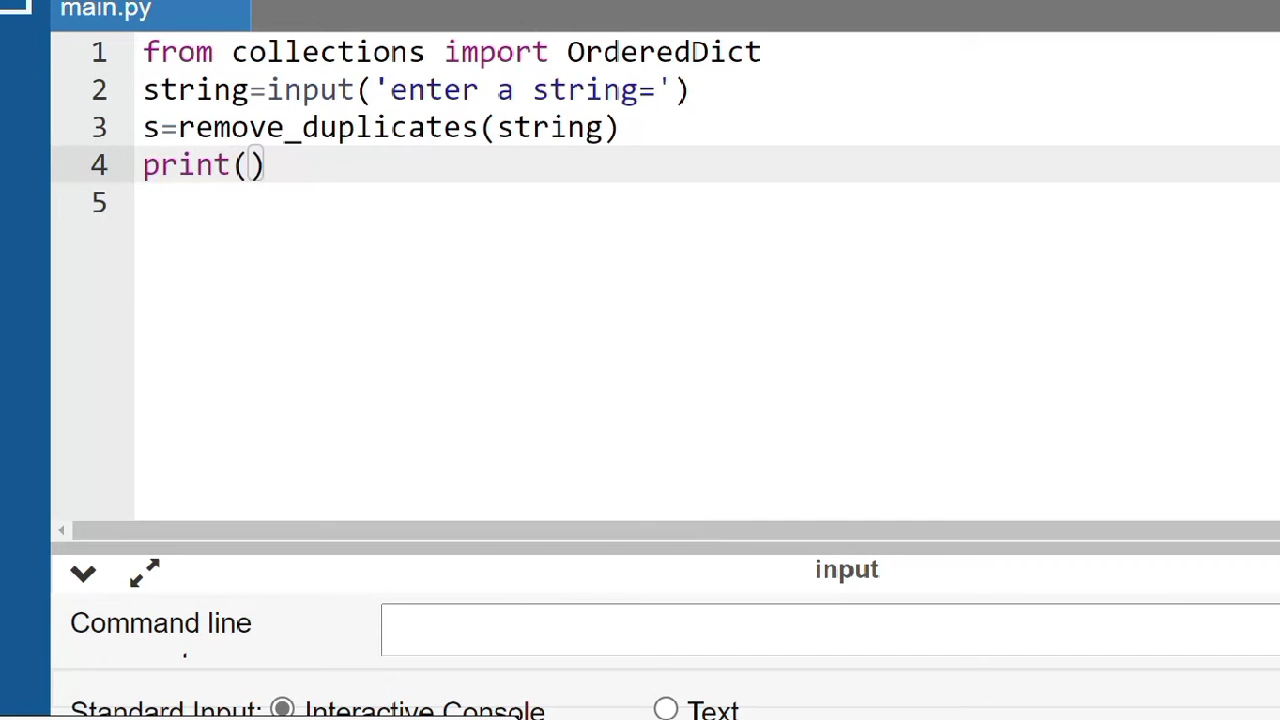 main.py
1 from collections import OrderedDict
2 string=input('enter a string=')
3 s=remove_duplicates(string)
4 print()
5
input
Command line
Standard Input: Interactive Console Text